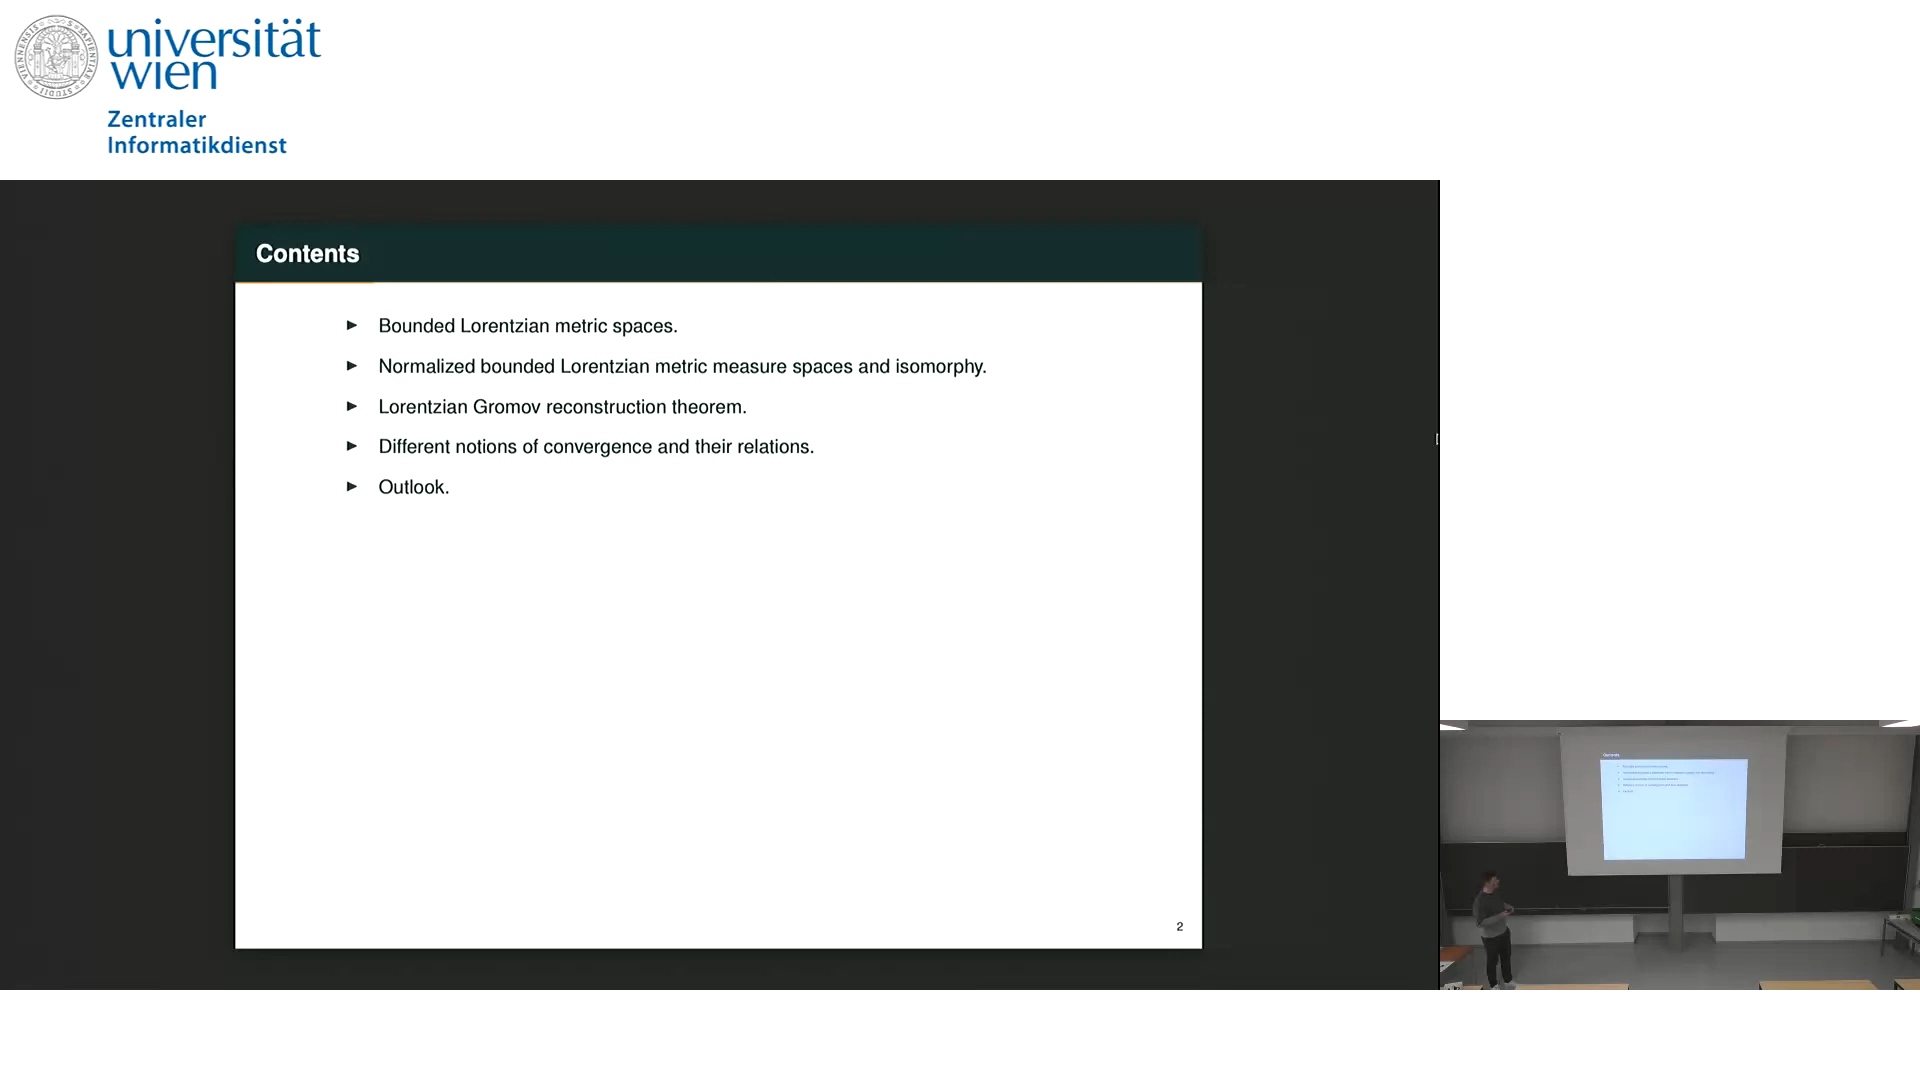 universität
wien
Zentraler
Informatikdienst
Contents
► Bounded Lorentzian metric spaces.
► Normalized bounded Lorentzian metric measure spaces and isomorphy.
► Lorentzian Gromov reconstruction theorem.
► Different notions of convergence and their relations.
► Outlook.
2